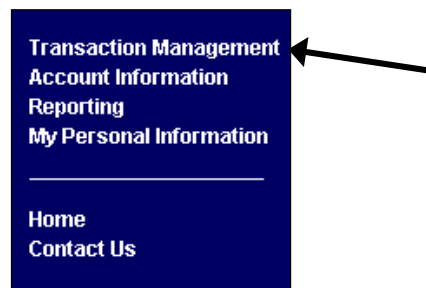 Transaction Management
Account Information
Reporting
My Personal Information
Home
Contact Us